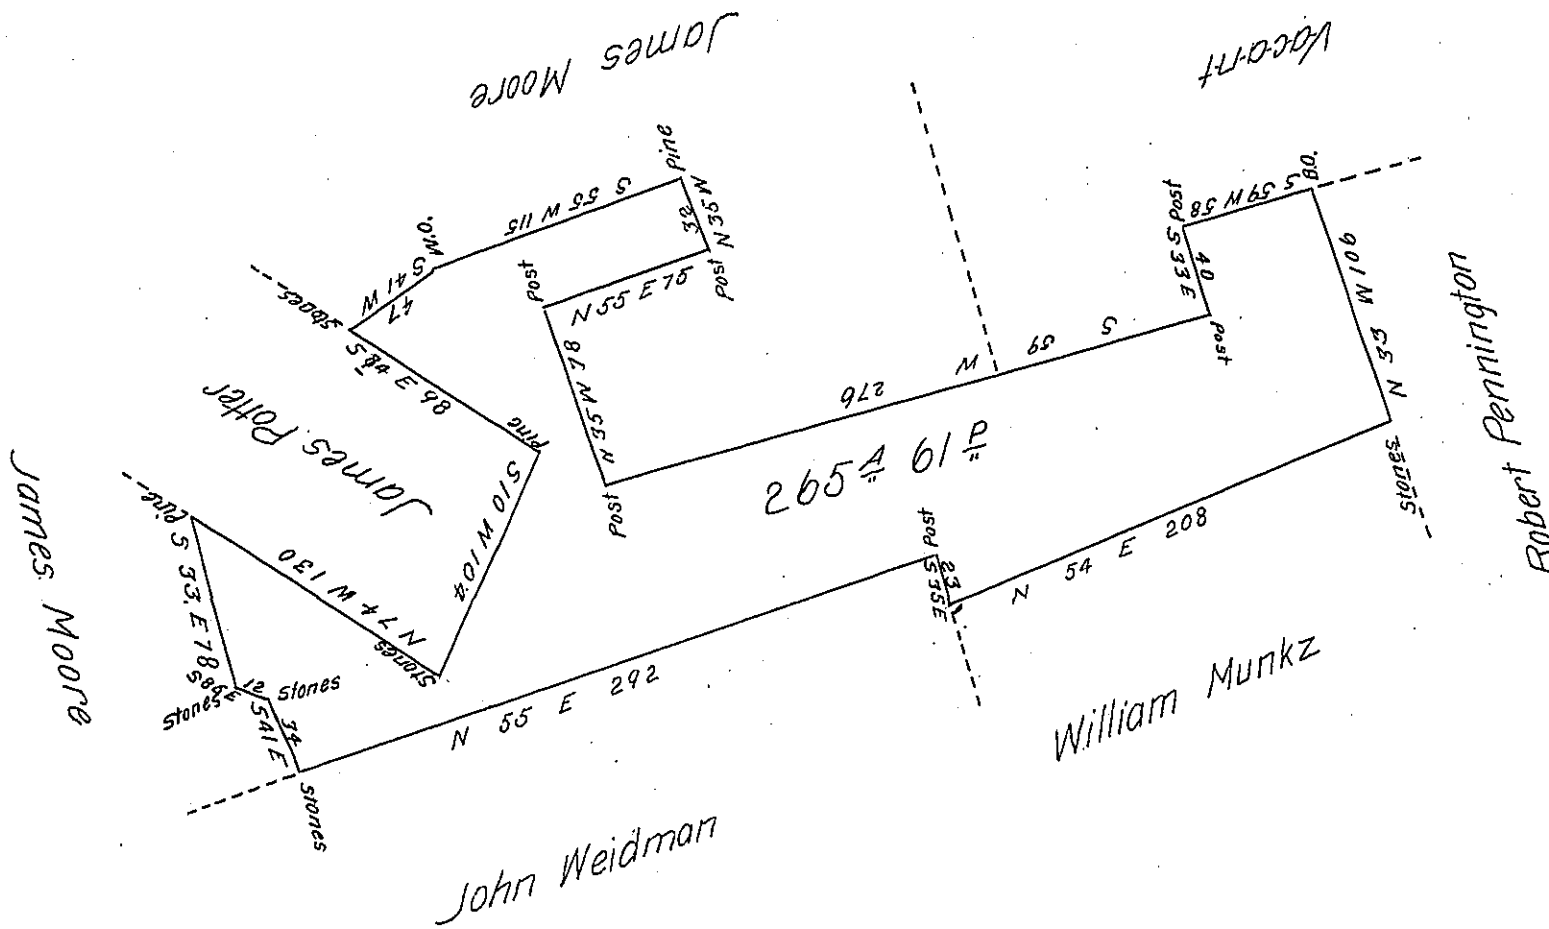 James Moore
Vacant
Pine
S 55 W 115
N 35 W
32
W.O.
S 41 W
47
Stones
Post
N 55 E 75
Post
Post
S 59 W 58
B.O.
S 33 E
40
Post
N 33 W 106
Robert Pennington
S 84 E 98
James Potter
Pine
N 35 W 78
276
S 59 W
Post
265 A 61 P
Stones
James Moore
Pine
S 33 E 78
N 74 W 130
S 10 W 104
Stones
Post
S 35 E
23
N 54 E 208
12
Stones
Stones
S 41 E
34
N 55 E 292
Stones
William Munkz
John Weidman